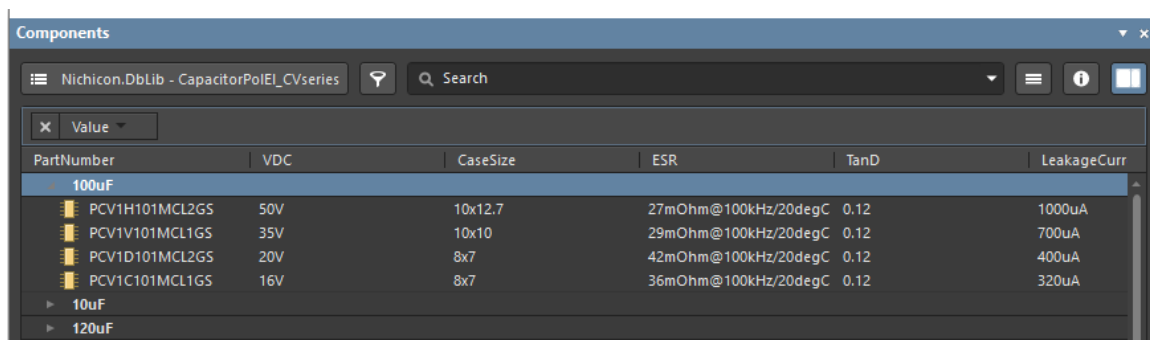 Components
Nichicon.DbLib - CapacitorPolEl_CVseries Search
Value
PartNumber VDC CaseSize ESR TanD LeakageCurr
100uF
PCV1H101MCL2GS 50V 10x12.7 27mOhm@100kHz/20degC 0.12 1000uA
PCV1V101MCL1GS 35V 10x10 29mOhm@100kHz/20degC 0.12 700uA
PCV1D101MCL2GS 20V 8x7 42mOhm@100kHz/20degC 0.12 400uA
PCV1C101MCL1GS 16V 8x7 36mOhm@100kHz/20degC 0.12 320uA
10uF
120uF